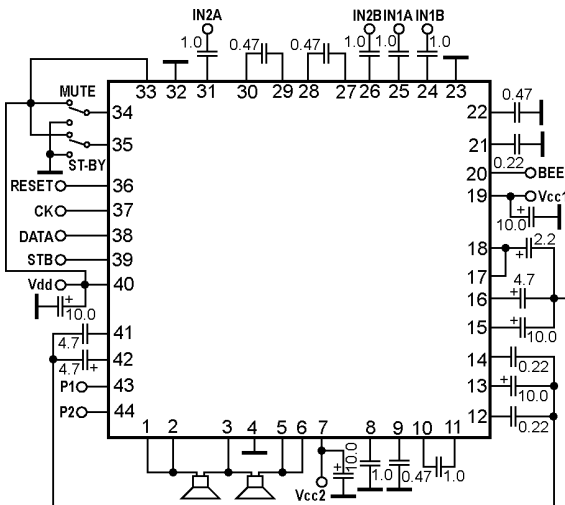 IN2A IN2B IN1A IN1B
1.0 0.47 0.47 1.0 1.0 1.0
33 32 31 30 29 28 27 26 25 24 23
MUTE 34 22 0.47
35 21
ST-BY 0.22
20 BEE
RESET 36 19 Vcc1
CK 37 + 10.0
DATA 38 18 + 2.2
STB 39 17
Vdd 40 16 + 4.7
+ 10.0 15 + 10.0
4.7 41 14 0.22
4.7 + 42 13 + 10.0
P1 43 12 0.22
P2 44
1 2 3 4 5 6 7 8 9 10 11
Vcc2 + 10.0 1.0 0.47 1.0